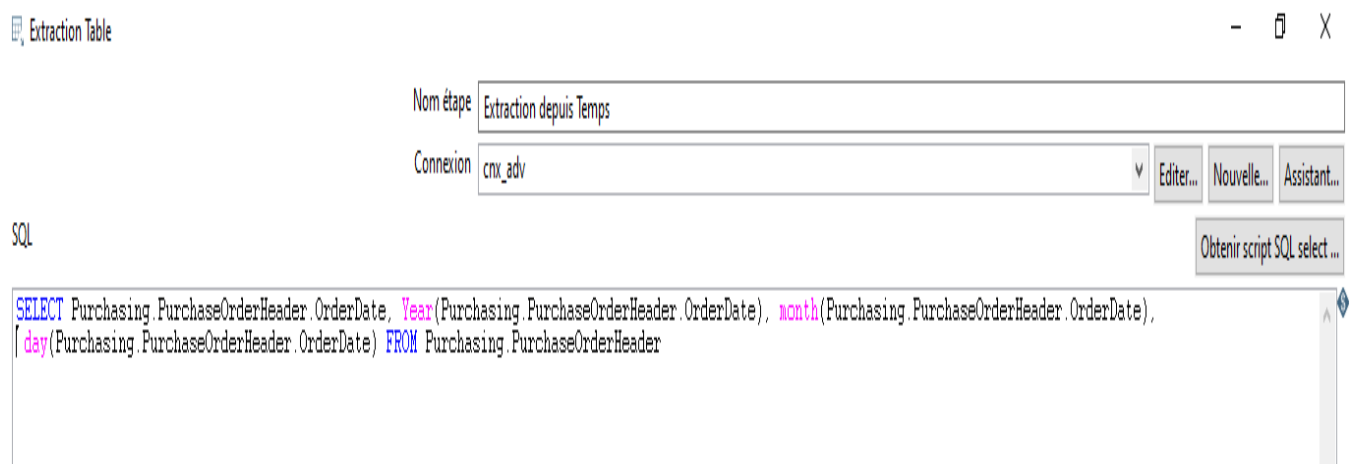 Extraction Table
Nom étape Extraction depuis Temps
Connexion cnx_adv Editer... Nouvelle... Assistant...
SQL
Obtenir script SQL select ...
SELECT Purchasing.PurchaseOrderHeader.OrderDate, Year(Purchasing.PurchaseOrderHeader.OrderDate), month(Purchasing.PurchaseOrderHeader.OrderDate),
day(Purchasing.PurchaseOrderHeader.OrderDate) FROM Purchasing.PurchaseOrderHeader